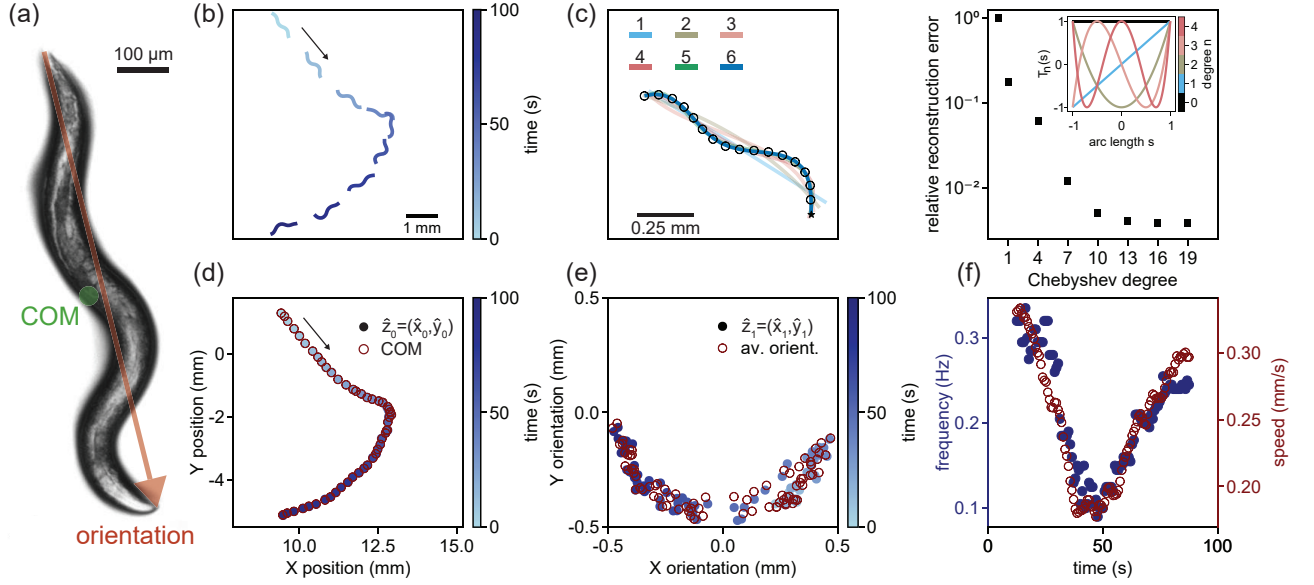 (a)
100 μm
COM
orientation
(b)
1 mm
100
50
0
time (s)
(c)
1 2 3
4 5 6
0.25 mm
relative reconstruction error
10⁰
10⁻¹
10⁻²
1 4 7 10 13 16 19
Chebyshev degree
Tₙ(s)
1
0
-1
-1 0 1
arc length s
4
3
2
1
0
degree n
(d)
ẑ₀=(x̂₀,ŷ₀)
COM
Y position (mm)
0
-2
-4
10.0 12.5 15.0
X position (mm)
100
50
0
time (s)
(e)
ẑ₁=(x̂₁,ŷ₁)
av. orient.
Y orientation (mm)
0.5
0.0
-0.5
-0.5 0.0 0.5
X orientation (mm)
100
50
0
time (s)
(f)
frequency (Hz)
0.3
0.2
0.1
0 50 100
time (s)
0.30
0.25
0.20
speed (mm/s)